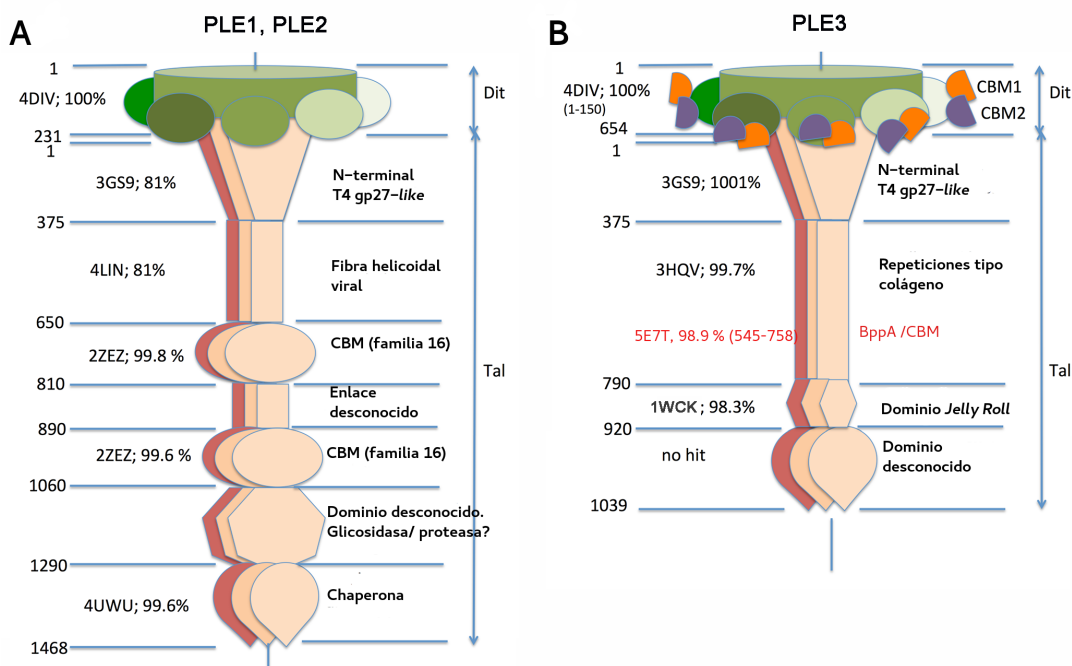 A
PLE1, PLE2
1
4DIV; 100%
Dit
231
1
3GS9; 81%
N-terminal
T4 gp27-like
375
4LIN; 81%
Fibra helicoidal
viral
650
2ZEZ; 99.8 %
CBM (familia 16)
Tal
810
Enlace
desconocido
890
2ZEZ; 99.6 %
CBM (familia 16)
1060
Dominio desconocido.
Glicosidasa/ proteasa?
1290
4UWU; 99.6%
Chaperona
1468
B
PLE3
1
4DIV; 100%
(1-150)
CBM1
CBM2
Dit
654
1
3GS9; 1001%
N-terminal
T4 gp27-like
375
3HQV; 99.7%
Repeticiones tipo
colágeno
5E7T, 98.9 % (545-758)
BppA /CBM
Tal
790
1WCK ; 98.3%
Dominio Jelly Roll
920
no hit
Dominio
desconocido
1039